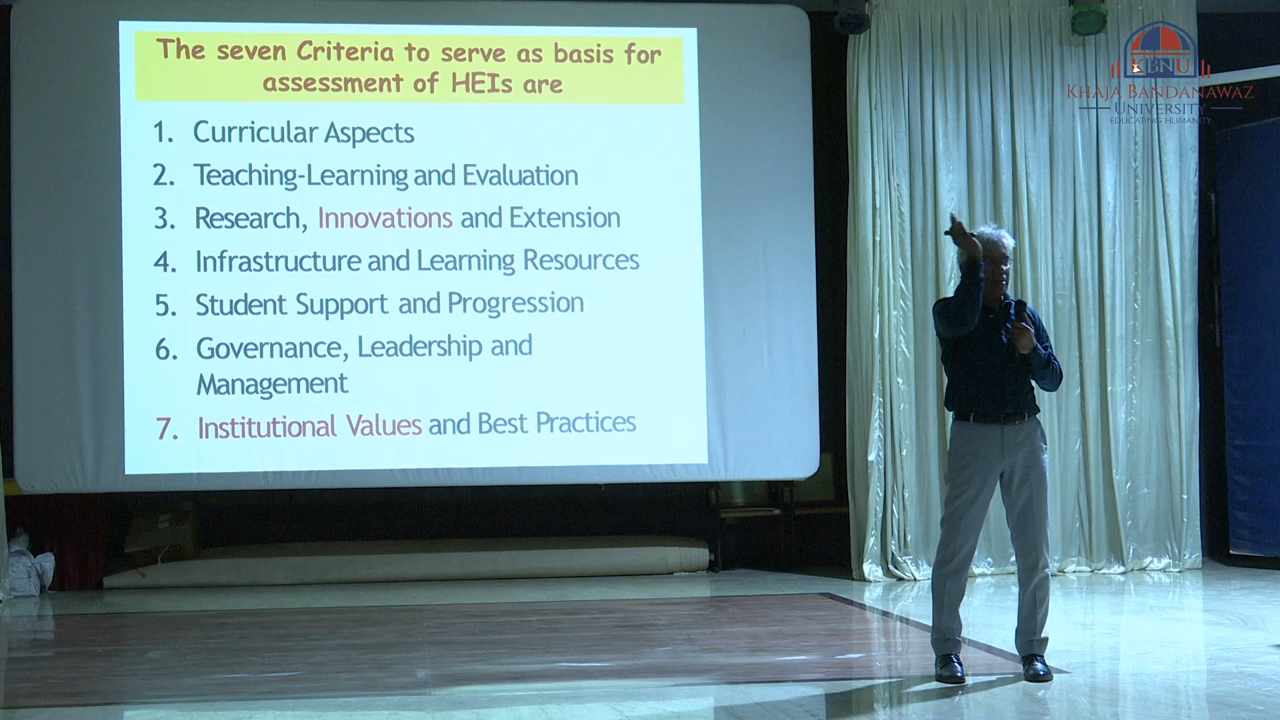 The seven Criteria to serve as basis for
assessment of HEIs are
1. Curricular Aspects
2. Teaching-Learning and Evaluation
3. Research, Innovations and Extension
4. Infrastructure and Learning Resources
5. Student Support and Progression
6. Governance, Leadership and
Management
7. Institutional Values and Best Practices
KBNU
KHAJA BANDANAWAZ
UNIVERSITY
EDUCATING HUMANITY